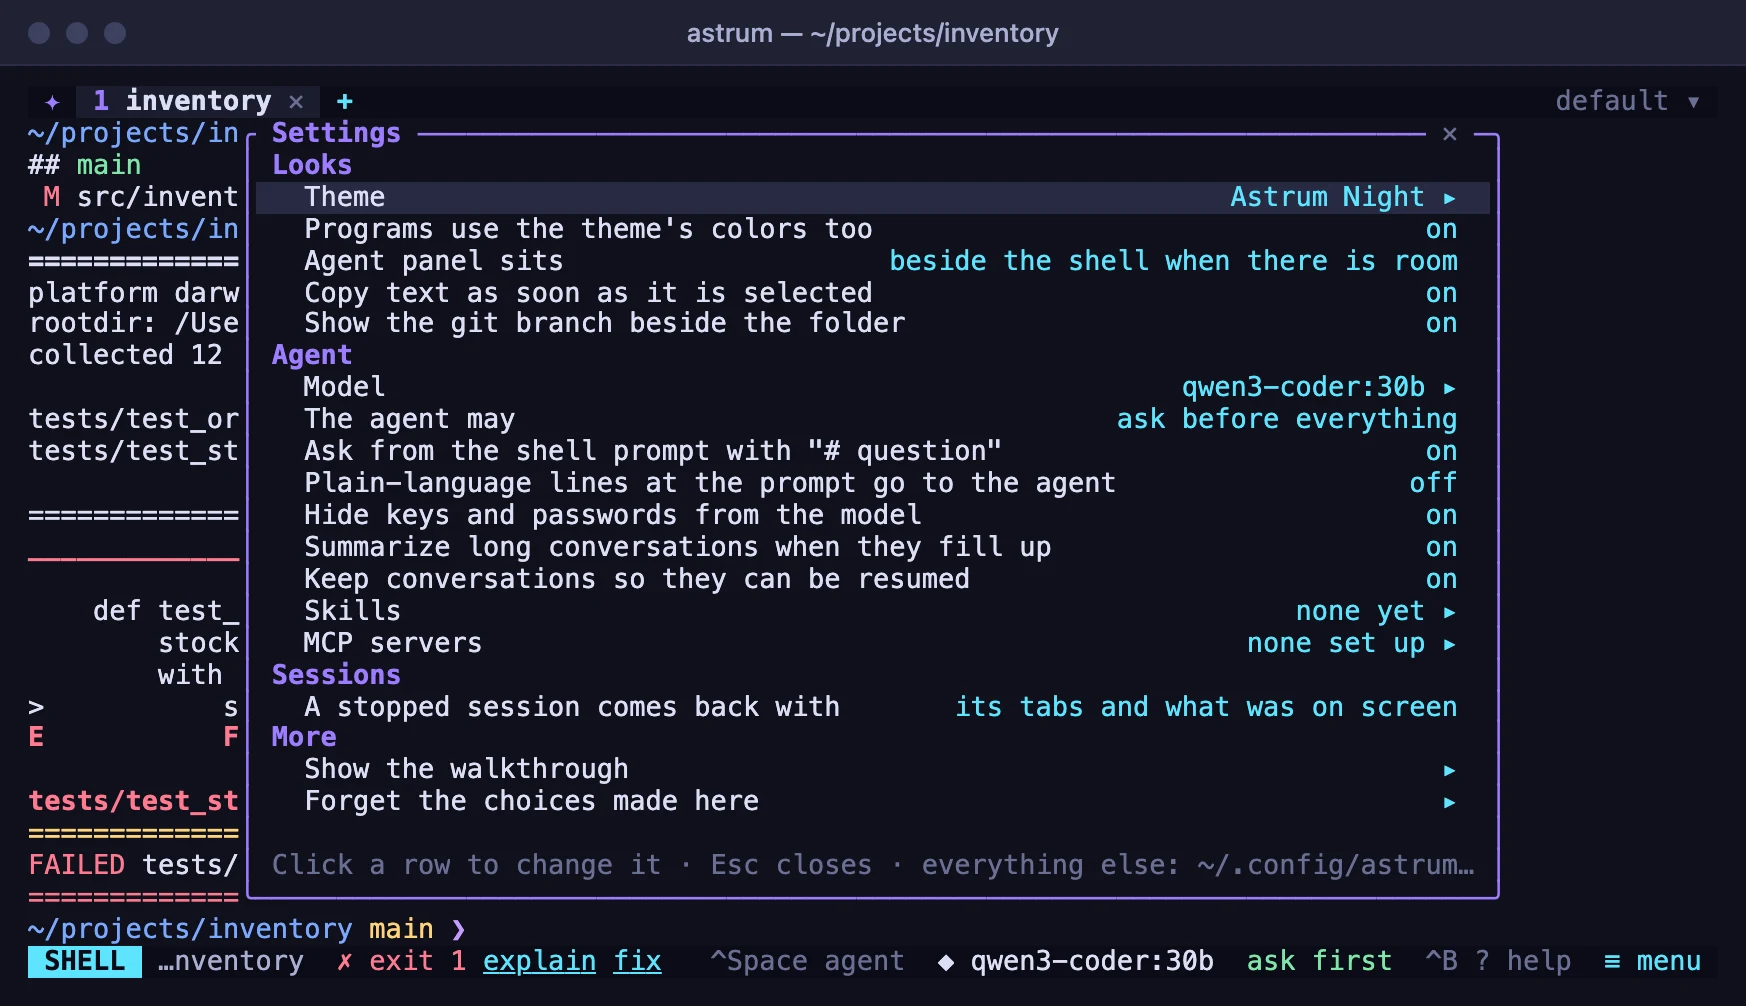 astrum — ~/projects/inventory
✦ 1 inventory × + default ▾
~/projects/in Settings ×
## main Looks
M src/invent Theme Astrum Night ▸
~/projects/in Programs use the theme's colors too on
============= Agent panel sits beside the shell when there is room
platform darw Copy text as soon as it is selected on
rootdir: /Use Show the git branch beside the folder on
collected 12 Agent
Model qwen3-coder:30b ▸
tests/test_or The agent may ask before everything
tests/test_st Ask from the shell prompt with "# question" on
Plain-language lines at the prompt go to the agent off
============= Hide keys and passwords from the model on
Summarize long conversations when they fill up on
Keep conversations so they can be resumed on
def test_ Skills none yet ▸
stock MCP servers none set up ▸
with Sessions
> s A stopped session comes back with its tabs and what was on screen
E F More
Show the walkthrough ▸
tests/test_st Forget the choices made here ▸
=============
FAILED tests/ Click a row to change it · Esc closes · everything else: ~/.config/astrum…
=============
~/projects/inventory main ❯
SHELL …nventory ✗ exit 1 explain fix ^Space agent ◆ qwen3-coder:30b ask first ^B ? help ≡ menu